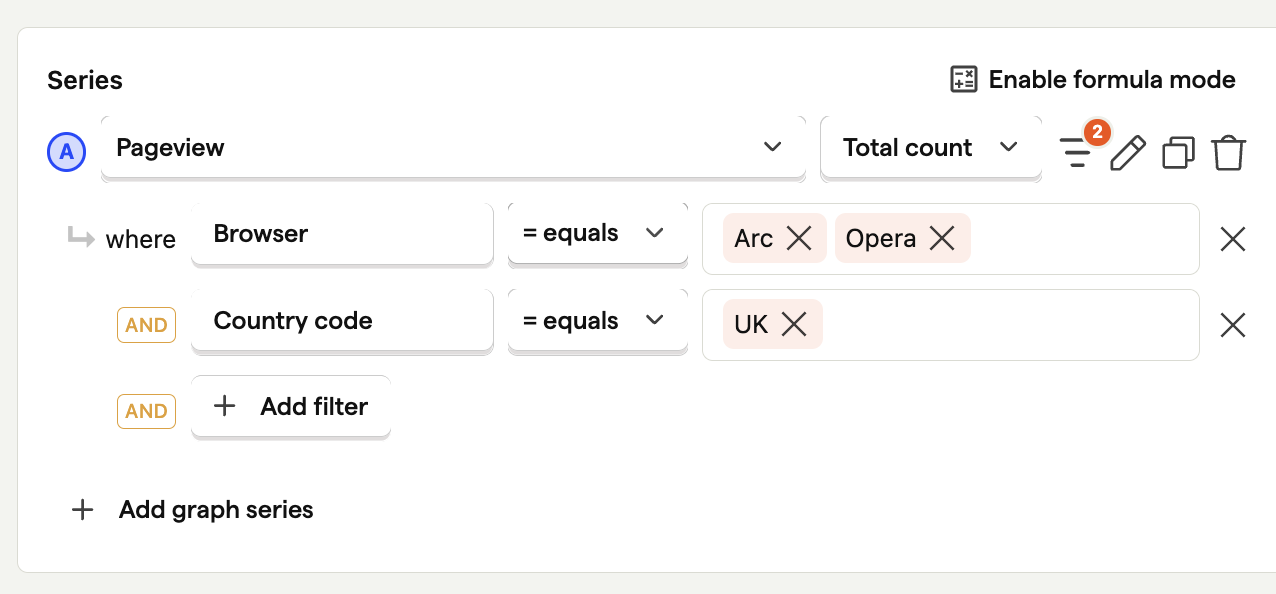 Series
Enable formula mode
A Pageview Total count 2
where Browser = equals Arc Opera
AND Country code = equals UK
AND + Add filter
+ Add graph series